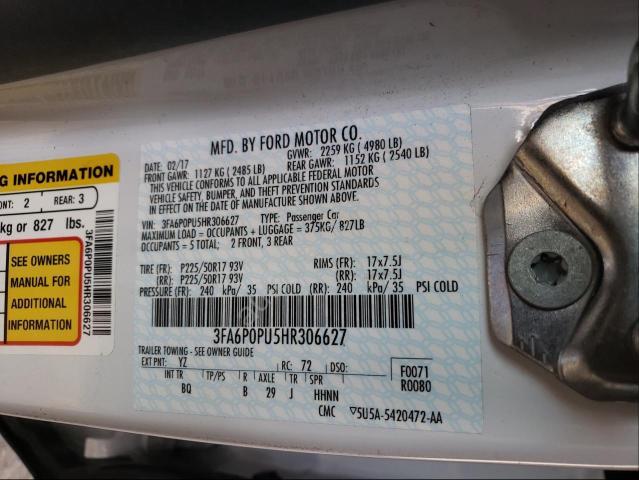 MFD. BY FORD MOTOR CO.
02/17 GVWR: 2259 KG ( 4980 LB)
FRONT GAWR: 1127 KG ( 2485 LB) REAR GAWR: 1152 KG ( 2540 LB)
THIS VEHICLE CONFORMS TO ALL APPLICABLE FEDERAL MOTOR
VEHICLE SAFETY, BUMPER, AND THEFT PREVENTION STANDARDS
IN EFFECT ON THE DATE OF MANUFACTURE SHOWN ABOVE.
VIN: 3FA6P0PU5HR306627 TYPE: Passenger Car
MAXIMUM LOAD = OCCUPANTS + LUGGAGE = 375KG/ 827LB
OCCUPANTS = 5 TOTAL; 2 FRONT, 3 REAR
TIRE (FR): P225/50R17 93V RIMS (FR): 17x7.5J
(RR): P225/50R17 93V (RR): 17x7.5J
PRESSURE (FR): 240 kPa/ 35 PSI COLD (RR): 240 kPa/ 35 PSI COLD
3FA6P0PU5HR306627
TRAILER TOWING - SEE OWNER GUIDE
EXT PNT: YZ RC: 72 DSO: F0071
R0080
INT TR TP/PS R AXLE TR SPR
BQ B 29 J HHNN
CMC 5U5A-5420472-AA
G INFORMATION
ONT: 2 REAR: 3
kg or 827 lbs.
SEE OWNERS
MANUAL FOR
ADDITIONAL
INFORMATION
3FA6P0PU5HR306627